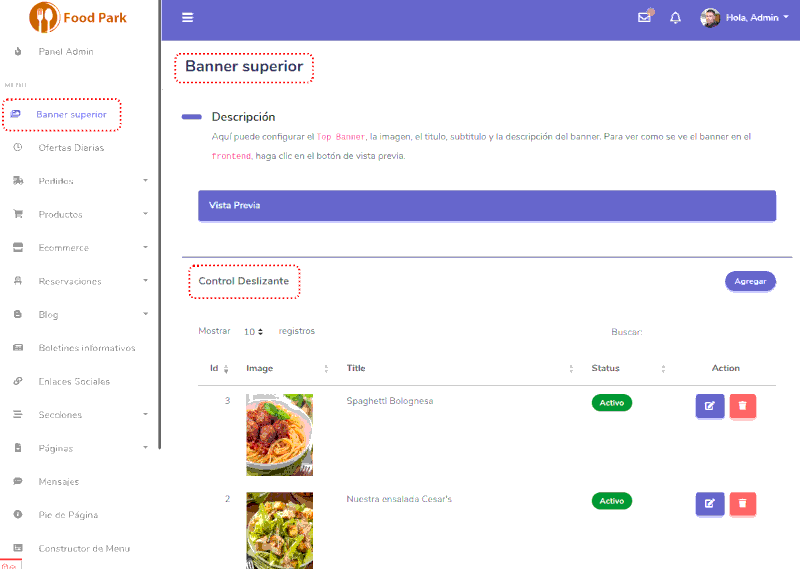 Food Park
Hola, Admin
Panel Admin
MENU
Banner superior
Ofertas Diarias
Pedidos
Productos
Ecommerce
Reservaciones
Blog
Boletines informativos
Enlaces Sociales
Secciones
Páginas
Mensajes
Pie de Página
Constructor de Menu
Banner superior
Descripción
Aquí puede configurar el Top Banner, la imagen, el titulo, subtitulo y la descripción del banner. Para ver como se ve el banner en el
frontend, haga clic en el botón de vista previa.
Vista Previa
Control Deslizante
Agregar
Mostrar 10 registros
Buscar:
Id Image Title Status Action
3 Spaghetti Bolognesa Activo
2 Nuestra ensalada Cesar's Activo